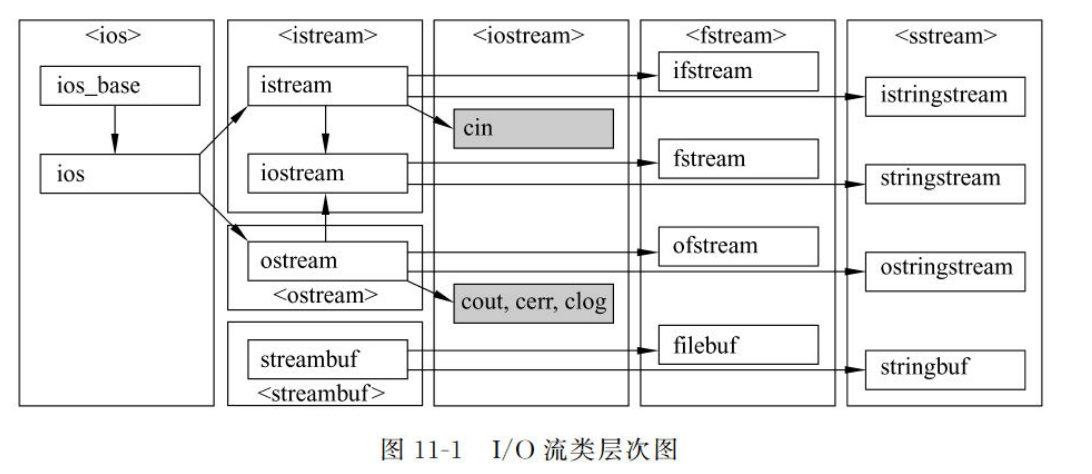 <ios>
ios_base
ios
<istream>
istream
iostream
ostream
<ostream>
streambuf
<streambuf>
<iostream>
cin
cout, cerr, clog
<fstream>
ifstream
fstream
ofstream
filebuf
<sstream>
istringstream
stringstream
ostringstream
stringbuf
图 11-1 I/O 流类层次图